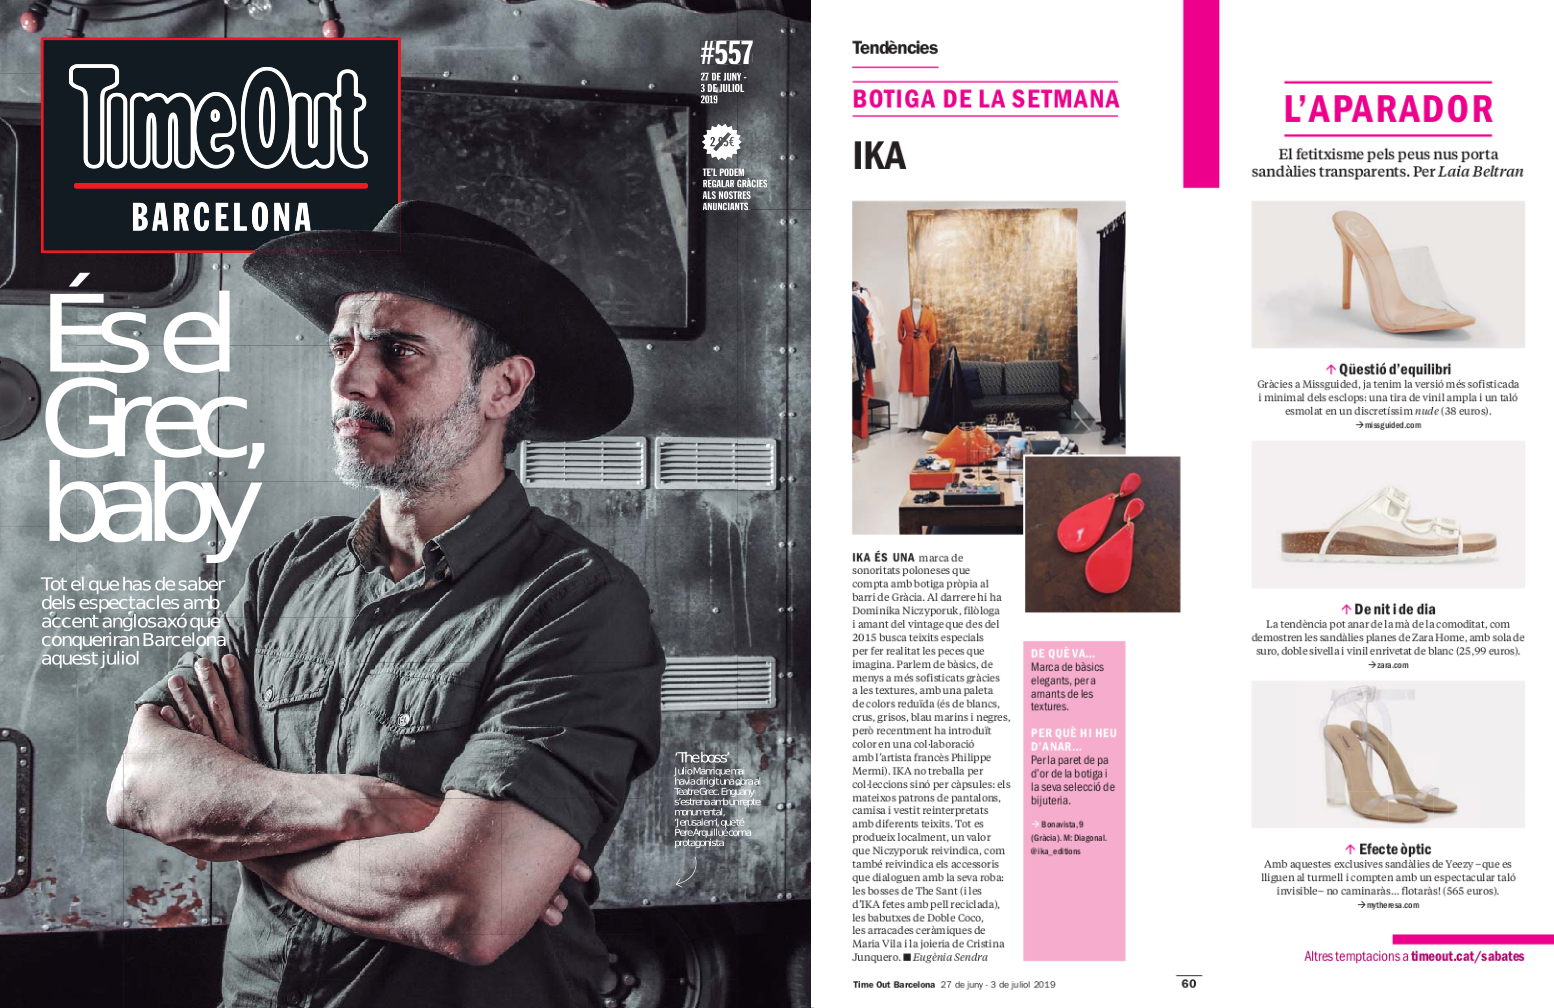 Time Out
BARCELONA
#557
27 DE JUNY -
3 DE JULIOL
2019
2,95€
TE'L PODEM
REGALAR GRÀCIES
ALS NOSTRES
ANUNCIANTS.
És el
Grec,
baby
Tot el que has de saber
dels espectacles amb
accent anglosaxó que
conqueriran Barcelona
aquest juliol
'The boss'
Julio Manrique mai
havia dirigit una obra al
Teatre Grec. Enguany
s'estrena amb un repte
monumental,
'Jerusalem', que té
Pere Arquillué com a
protagonista
Tendències
BOTIGA DE LA SETMANA
IKA
IKA ÉS UNA marca de
sonoritats poloneses que
compta amb botiga pròpia al
barri de Gràcia. Al darrere hi ha
Dominika Niczyporuk, filòloga
i amant del vintage que des del
2015 busca teixits especials
per fer realitat les peces que
imagina. Parlem de bàsics, de
menys a més sofisticats gràcies
a les textures, amb una paleta
de colors reduïda (és de blancs,
crus, grisos, blau marins i negres,
però recentment ha introduït
color en una col·laboració
amb l'artista francès Philippe
Mermi). IKA no treballa per
col·leccions sinó per càpsules: els
mateixos patrons de pantalons,
camisa i vestit reinterpretats
amb diferents teixits. Tot es
produeix localment, un valor
que Niczyporuk reivindica, com
també reivindica els accessoris
que dialoguen amb la seva roba:
les bosses de The Sant (i les
d'IKA fetes amb pell reciclada),
les babutxes de Doble Coco,
les arracades ceràmiques de
Maria Vila i la joieria de Cristina
Junquero. ■ Eugènia Sendra
DE QUÈ VA...
Marca de bàsics
elegants, per a
amants de les
textures.
PER QUÈ HI HEU
D'ANAR...
Per la paret de pa
d'or de la botiga i
la seva selecció de
bijuteria.
→ Bonavista, 9
(Gràcia). M: Diagonal.
@ika_editions
L'APARADOR
El fetitxisme pels peus nus porta
sandàlies transparents. Per Laia Beltran
↑ Qüestió d'equilibri
Gràcies a Missguided, ja tenim la versió més sofisticada
i minimal dels esclops: una tira de vinil ampla i un taló
esmolat en un discretíssim nude (38 euros).
→ missguided.com
↑ De nit i de dia
La tendència pot anar de la mà de la comoditat, com
demostren les sandàlies planes de Zara Home, amb sola de
suro, doble sivella i vinil enrivetat de blanc (25,99 euros).
→ zara.com
↑ Efecte òptic
Amb aquestes exclusives sandàlies de Yeezy –que es
lliguen al turmell i compten amb un espectacular taló
invisible– no caminaràs... flotaràs! (565 euros).
→ mytheresa.com
Altres temptacions a timeout.cat/sabates
Time Out Barcelona 27 de juny - 3 de juliol 2019
60